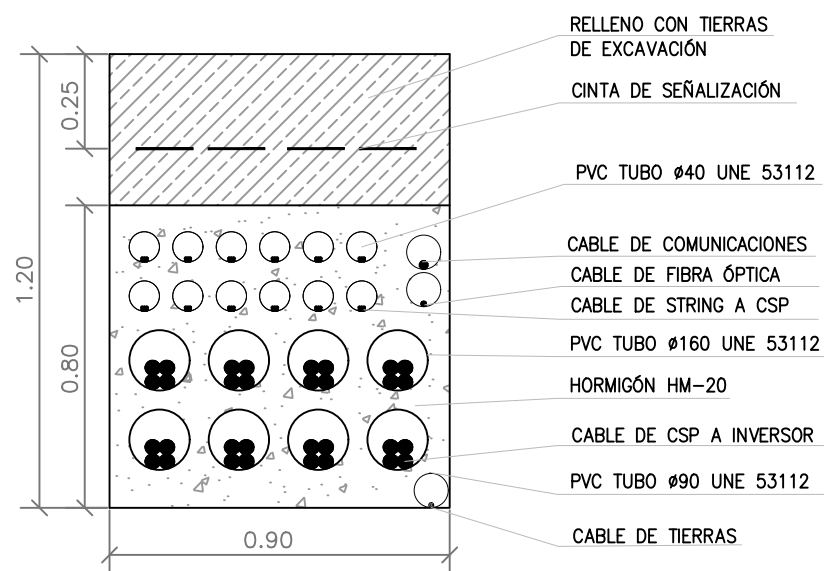 RELLENO CON TIERRAS
DE EXCAVACIÓN
CINTA DE SEÑALIZACIÓN
PVC TUBO ø40 UNE 53112
CABLE DE COMUNICACIONES
CABLE DE FIBRA ÓPTICA
CABLE DE STRING A CSP
PVC TUBO ø160 UNE 53112
HORMIGÓN HM-20
CABLE DE CSP A INVERSOR
PVC TUBO ø90 UNE 53112
CABLE DE TIERRAS
0.25
1.20
0.80
0.90